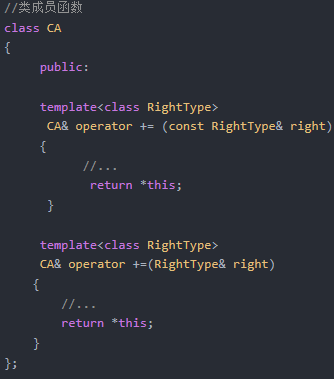 //类成员函数
class CA
{
public:
template<class RightType>
CA& operator += (const RightType& right)
{
//...
return *this;
}
template<class RightType>
CA& operator +=(RightType& right)
{
//...
return *this;
}
};